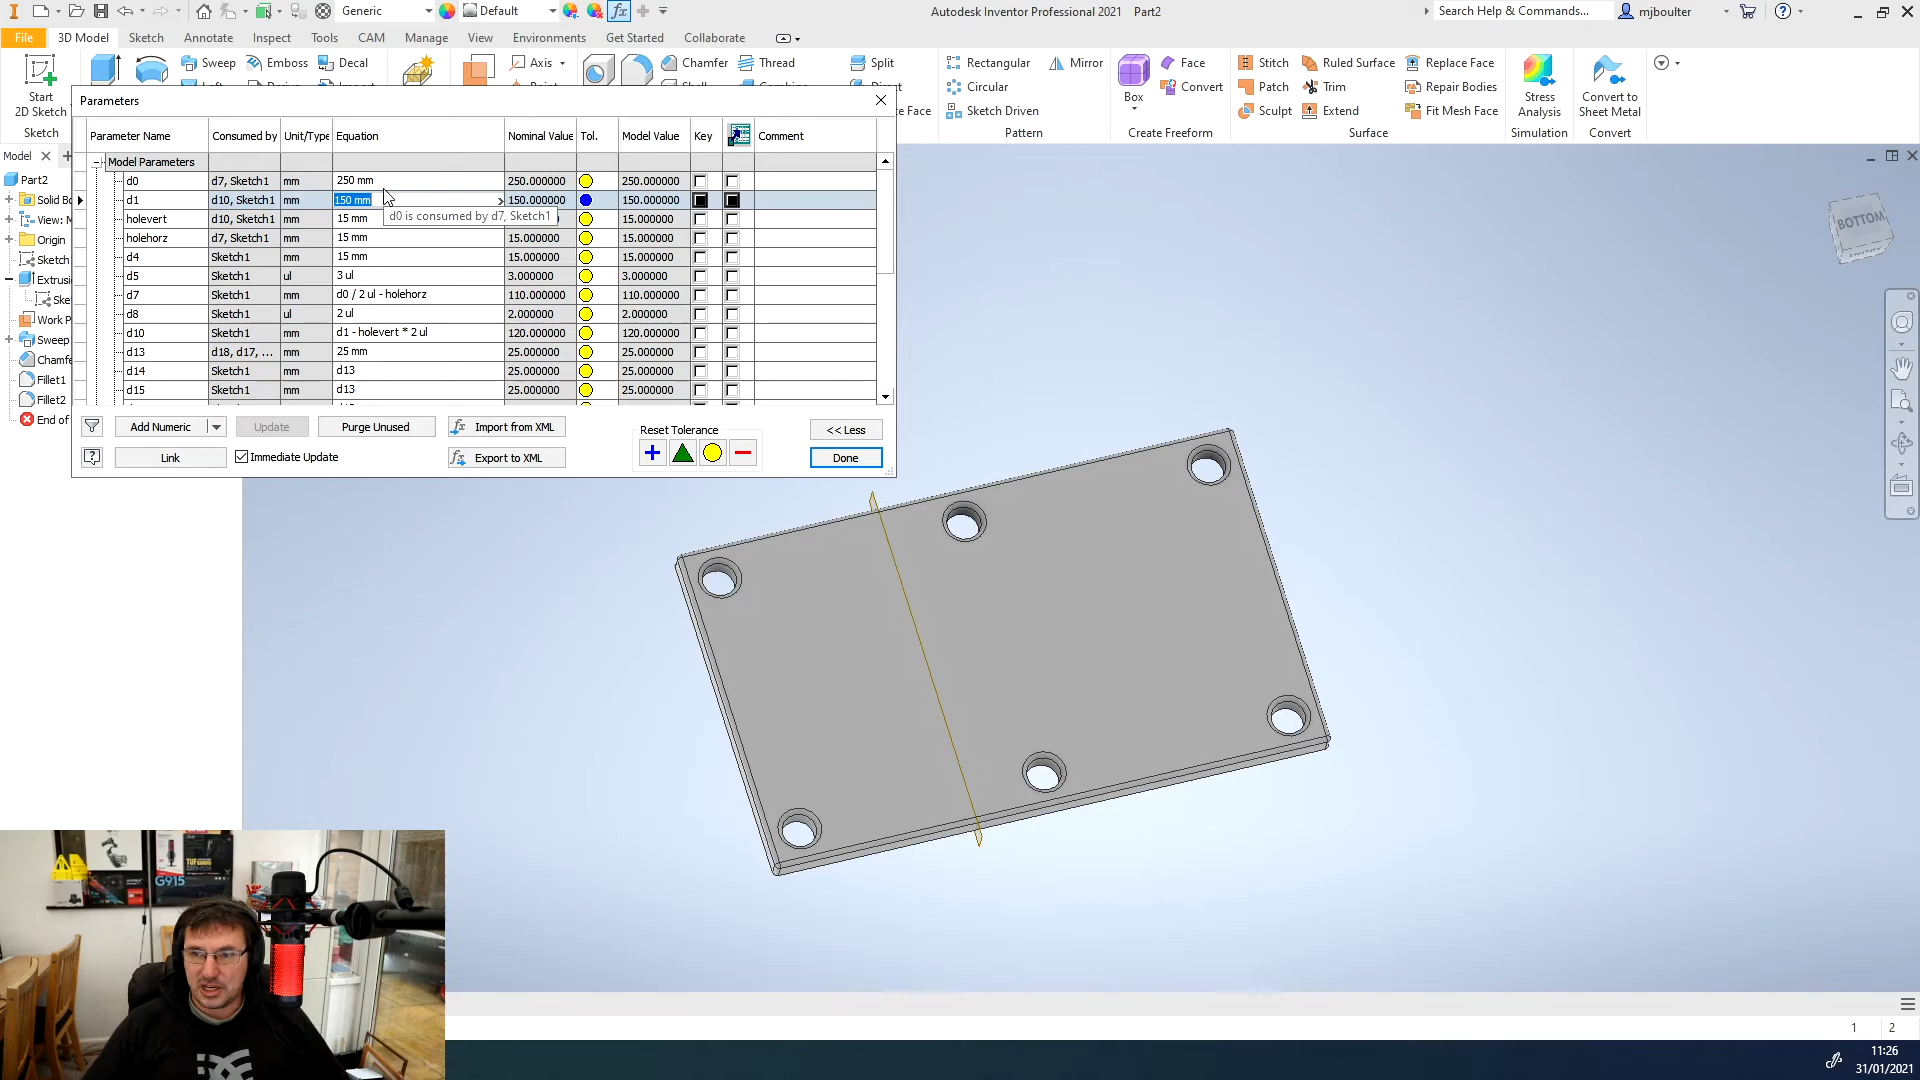 Generic Default fx Autodesk Inventor Professional 2021 Part2 Search Help & Commands... mjboulter
File 3D Model Sketch Annotate Inspect Tools CAM Manage View Environments Get Started Collaborate
Sweep Emboss Decal Axis Chamfer Thread Split Rectangular Mirror Face Stitch Ruled Surface Replace Face
Circular Convert Patch Trim Repair Bodies
Sketch Driven Sculpt Extend Fit Mesh Face
Start
2D Sketch
Box
Stress
Analysis
Convert to
Sheet Metal
Sketch Pattern Create Freeform Surface Simulation Convert
Parameters
Parameter Name Consumed by Unit/Type Equation Nominal Value Tol. Model Value Key Comment
Model Parameters
d0 d7, Sketch1 mm 250 mm 250.000000 250.000000
d1 d10, Sketch1 mm 150 mm 150.000000 150.000000
d0 is consumed by d7, Sketch1
holevert d10, Sketch1 mm 15 mm 15.000000
holehorz d7, Sketch1 mm 15 mm 15.000000 15.000000
d4 Sketch1 mm 15 mm 15.000000 15.000000
d5 Sketch1 ul 3 ul 3.000000 3.000000
d7 Sketch1 mm d0 / 2 ul - holehorz 110.000000 110.000000
d8 Sketch1 ul 2 ul 2.000000 2.000000
d10 Sketch1 mm d1 - holevert * 2 ul 120.000000 120.000000
d13 d18, d17, ... mm 25 mm 25.000000 25.000000
d14 Sketch1 mm d13 25.000000 25.000000
d15 Sketch1 mm d13 25.000000 25.000000
Add Numeric Update Purge Unused Import from XML Reset Tolerance << Less
Link Immediate Update Export to XML Done
Model
Part2
Solid Bo
View: M
Origin
Sketch
Extrusi
Ske
Work P
Sweep
Chamfe
Fillet1
Fillet2
End of
BOTTOM
TUF GAMING
G915
1 2
11:26
31/01/2021